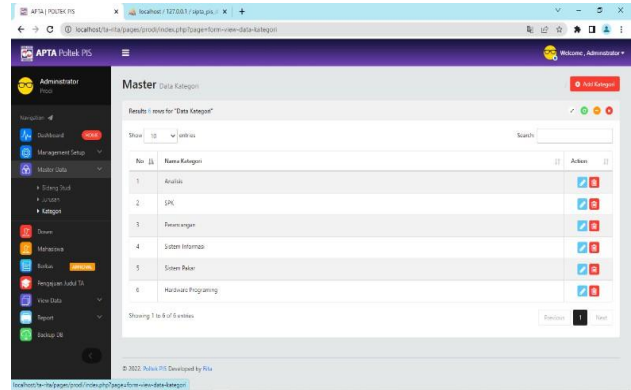 APTA | POLTEK PIS
localhost / 127.0.0.1 / sipta_pis
localhost/ta-rita/pages/prodi/index.php?page=form-view-data-kategori
APTA Poltek PIS
Welcome, Administrator
Administrator
Prodi
Navigation
Dashboard HOME
Management Setup
Master Data
Bidang Studi
Jurusan
Kategori
Dosen
Mahasiswa
Berkas
Pengajuan Judul TA
View Data
Report
Backup DB
Master Data Kategori
Add Kategori
Results 6 rows for "Data Kategori"
Show 10 entries
Search:
No Nama Kategori Action
1 Analisis
2 SPK
3 Perancangan
4 Sistem Informasi
5 Sistem Pakar
6 Hardware Programing
Showing 1 to 6 of 6 entries
Previous 1 Next
© 2022. Poltek PIS Developed by Rita
localhost/ta-rita/pages/prodi/index.php?page=form-view-data-kategori